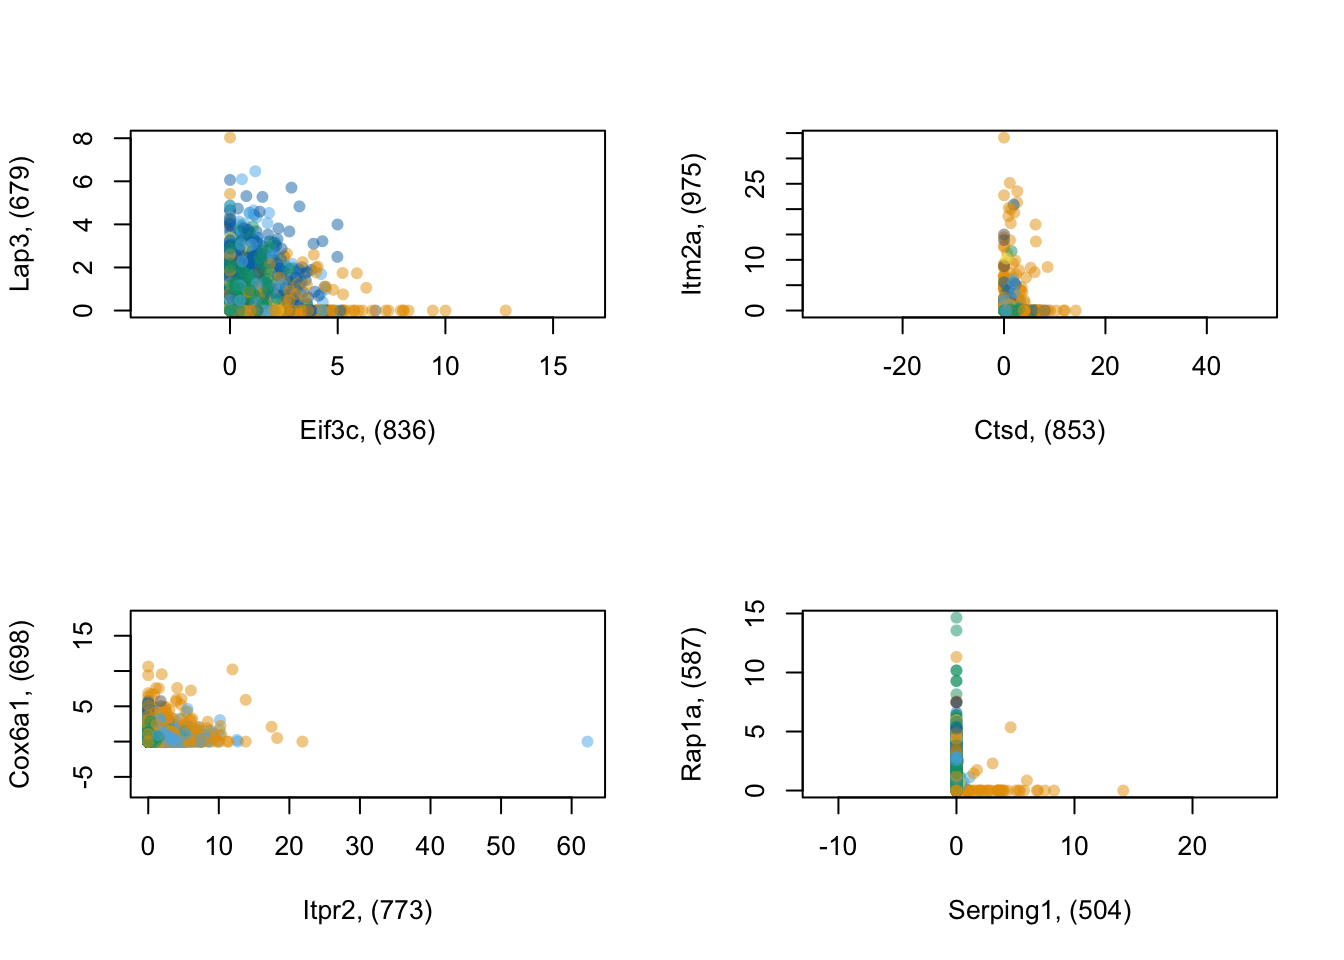 Lap3, (679)
8
6
4
2
0
0 5 10 15
Eif3c, (836)
Itm2a, (975)
25
10
0
-20 0 20 40
Ctsd, (853)
Cox6a1, (698)
15
5
-5
0 10 20 30 40 50 60
Itpr2, (773)
Rap1a, (587)
15
10
5
0
-10 0 10 20
Serping1, (504)